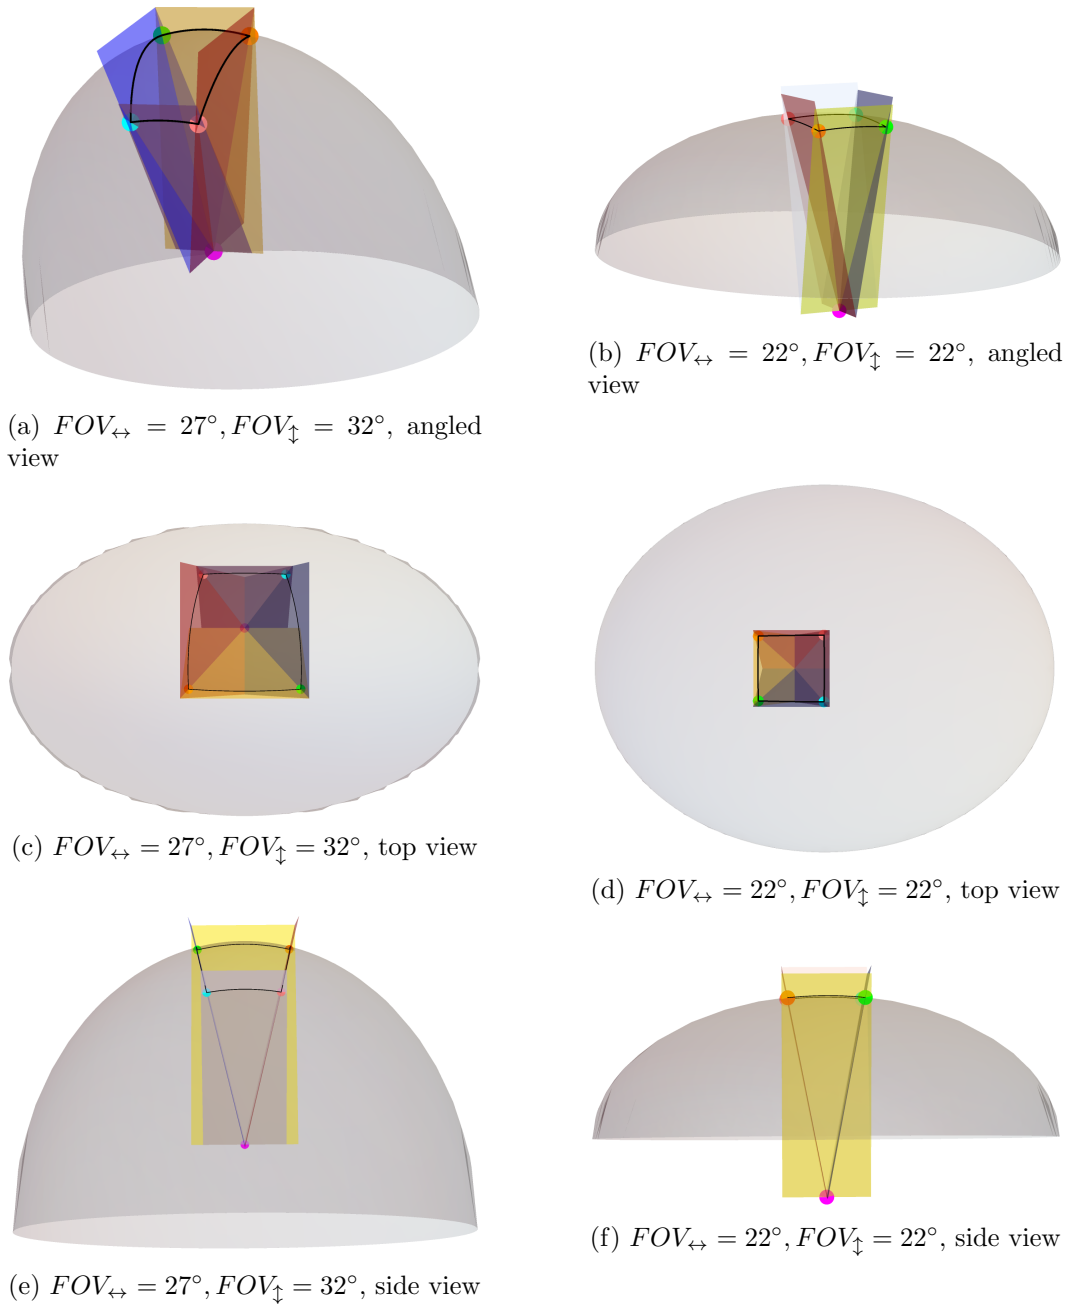 (a) FOV↔ = 27°, FOV↕ = 32°, angled
view
(b) FOV↔ = 22°, FOV↕ = 22°, angled
view
(c) FOV↔ = 27°, FOV↕ = 32°, top view
(d) FOV↔ = 22°, FOV↕ = 22°, top view
(e) FOV↔ = 27°, FOV↕ = 32°, side view
(f) FOV↔ = 22°, FOV↕ = 22°, side view